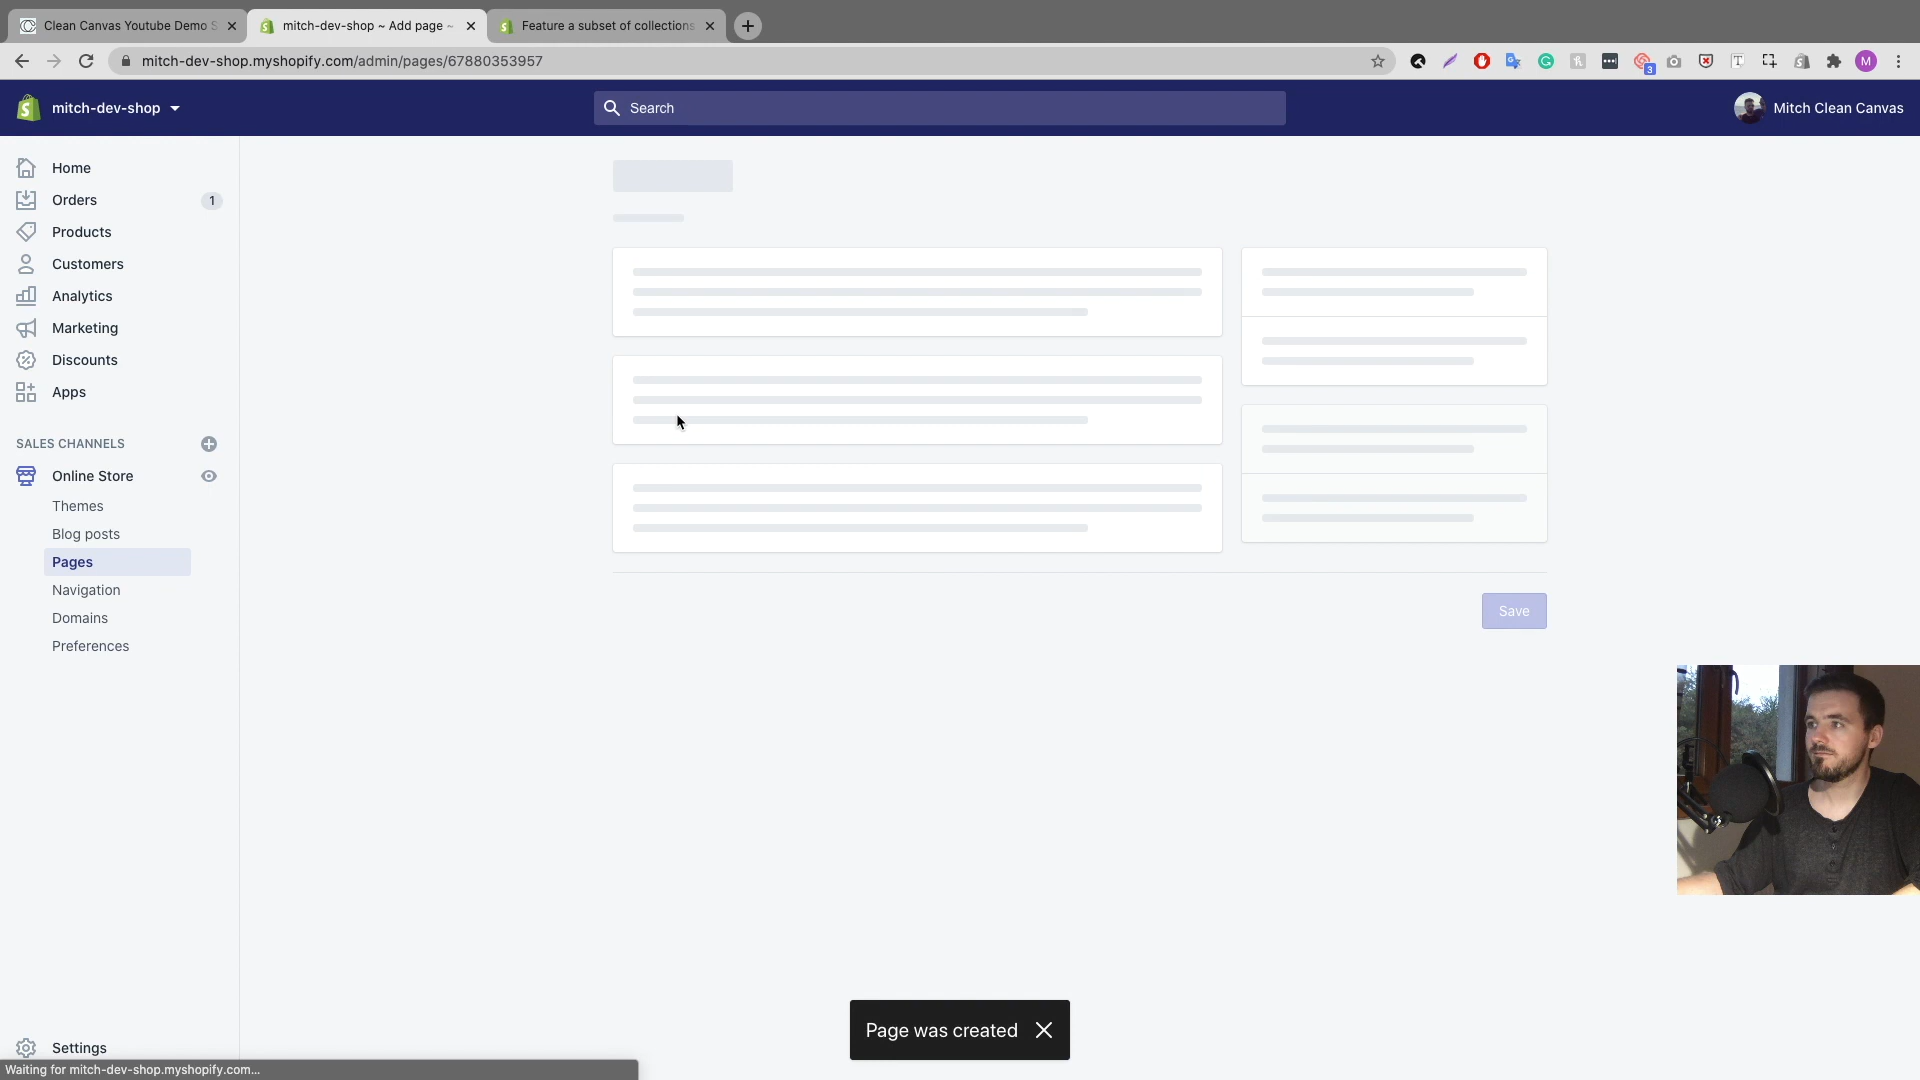 Clean Canvas Youtube Demo S
mitch-dev-shop ~ Add page ~
Feature a subset of collections
mitch-dev-shop.myshopify.com/admin/pages/67880353957
3
M
mitch-dev-shop
Search
Mitch Clean Canvas
Home
Orders
1
Products
Customers
Analytics
Marketing
Discounts
Apps
SALES CHANNELS
Online Store
Themes
Blog posts
Pages
Navigation
Domains
Preferences
Save
Page was created
Settings
Waiting for mitch-dev-shop.myshopify.com...